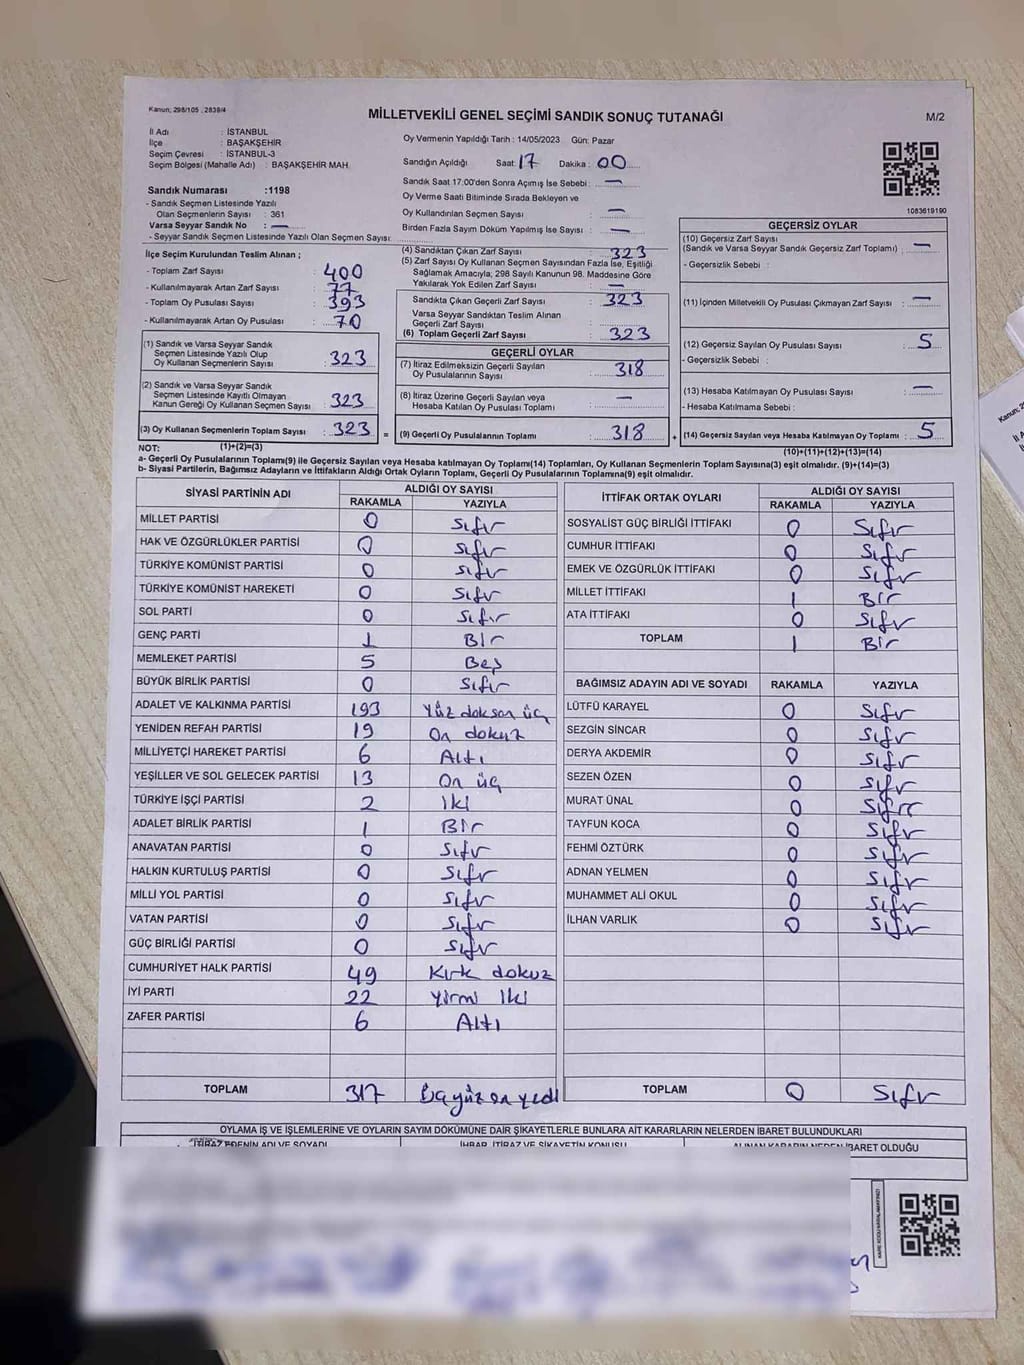 Kanun; 298/105 , 2839/4
MİLLETVEKİLİ GENEL SEÇİMİ SANDIK SONUÇ TUTANAĞI
M/2
İl Adı : İSTANBUL
İlçe : BAŞAKŞEHİR
Seçim Çevresi : İSTANBUL-3
Seçim Bölgesi (Mahalle Adı) : BAŞAKŞEHİR MAH.
Sandık Numarası :1198
- Sandık Seçmen Listesinde Yazılı
Olan Seçmenlerin Sayısı : 361
Varsa Seyyar Sandık No : —
- Seyyar Sandık Seçmen Listesinde Yazılı Olan Seçmen Sayısı:
Oy Vermenin Yapıldığı Tarih : 14/05/2023 Gün: Pazar
Sandığın Açıldığı Saat: 17 Dakika : 00
Sandık Saat 17:00'den Sonra Açımış İse Sebebi : —
Oy Verme Saati Bitiminde Sırada Bekleyen ve
Oy Kullandırılan Seçmen Sayısı : —
Birden Fazla Sayım Döküm Yapılmış İse Sayısı : —
1083619190
İlçe Seçim Kurulundan Teslim Alınan ;
- Toplam Zarf Sayısı : 400
- Kullanılmayarak Artan Zarf Sayısı : 77
- Toplam Oy Pusulası Sayısı : 393
- Kullanılmayarak Artan Oy Pusulası : 70
(1) Sandık ve Varsa Seyyar Sandık
Seçmen Listesinde Yazılı Olup
Oy Kullanan Seçmenlerin Sayısı : 323
(2) Sandık ve Varsa Seyyar Sandık
Seçmen Listesinde Kayıtlı Olmayan
Kanun Gereği Oy Kullanan Seçmen Sayısı : 323
(3) Oy Kullanan Seçmenlerin Toplam Sayısı : 323 =
(1)+(2)=(3)
(4) Sandıktan Çıkan Zarf Sayısı : 323
(5) Zarf Sayısı Oy Kullanan Seçmen Sayısından Fazla İse, Eşitliği
Sağlamak Amacıyla, 298 Sayılı Kanunun 98. Maddesine Göre
Yakılarak Yok Edilen Zarf Sayısı : —
Sandıkta Çıkan Geçerli Zarf Sayısı : 323
Varsa Seyyar Sandıktan Teslim Alınan
Geçerli Zarf Sayısı :
(6) Toplam Geçerli Zarf Sayısı : 323
GEÇERLİ OYLAR
(7) İtiraz Edilmeksizin Geçerli Sayılan
Oy Pusulalarının Sayısı : 318
(8) İtiraz Üzerine Geçerli Sayılan veya
Hesaba Katılan Oy Pusulası Toplamı : —
(9) Geçerli Oy Pusulalarının Toplamı : 318 +
GEÇERSİZ OYLAR
(10) Geçersiz Zarf Sayısı
(Sandık ve Varsa Seyyar Sandık Geçersiz Zarf Toplamı) : —
- Geçersizlik Sebebi :
(11) İçinden Milletvekili Oy Pusulası Çıkmayan Zarf Sayısı : —
(12) Geçersiz Sayılan Oy Pusulası Sayısı : 5
- Geçersizlik Sebebi :
(13) Hesaba Katılmayan Oy Pusulası Sayısı : —
- Hesaba Katılmama Sebebi :
(14) Geçersiz Sayılan veya Hesaba Katılmayan Oy Toplamı : 5
(10)+(11)+(12)+(13)=(14)
NOT:
a- Geçerli Oy Pusulalarının Toplamı(9) ile Geçersiz Sayılan veya Hesaba katılmayan Oy Toplamı(14) Toplamları, Oy Kullanan Seçmenlerin Toplam Sayısına(3) eşit olmalıdır. (9)+(14)=(3)
b- Siyasi Partilerin, Bağımsız Adayların ve İttifakların Aldığı Ortak Oyların Toplamı, Geçerli Oy Pusulalarının Toplamına(9) eşit olmalıdır.
SİYASİ PARTİNİN ADI ALDIĞI OY SAYISI
RAKAMLA YAZIYLA
MİLLET PARTİSİ 0 Sıfır
HAK VE ÖZGÜRLÜKLER PARTİSİ 0 Sıfır
TÜRKİYE KOMÜNİST PARTİSİ 0 Sıfır
TÜRKİYE KOMÜNİST HAREKETİ 0 Sıfır
SOL PARTİ 0 Sıfır
GENÇ PARTİ 1 Bir
MEMLEKET PARTİSİ 5 Beş
BÜYÜK BİRLİK PARTİSİ 0 Sıfır
ADALET VE KALKINMA PARTİSİ 193 Yüz doksan üç
YENİDEN REFAH PARTİSİ 19 On dokuz
MİLLİYETÇİ HAREKET PARTİSİ 6 Altı
YEŞİLLER VE SOL GELECEK PARTİSİ 13 On üç
TÜRKİYE İŞÇİ PARTİSİ 2 İki
ADALET BİRLİK PARTİSİ 1 Bir
ANAVATAN PARTİSİ 0 Sıfır
HALKIN KURTULUŞ PARTİSİ 0 Sıfır
MİLLİ YOL PARTİSİ 0 Sıfır
VATAN PARTİSİ 0 Sıfır
GÜÇ BİRLİĞİ PARTİSİ 0 Sıfır
CUMHURİYET HALK PARTİSİ 49 Kırk dokuz
İYİ PARTİ 22 Yirmi iki
ZAFER PARTİSİ 6 Altı
TOPLAM 317 Üçyüz on yedi
İTTİFAK ORTAK OYLARI ALDIĞI OY SAYISI
RAKAMLA YAZIYLA
SOSYALİST GÜÇ BİRLİĞİ İTTİFAKI 0 Sıfır
CUMHUR İTTİFAKI 0 Sıfır
EMEK VE ÖZGÜRLÜK İTTİFAKI 0 Sıfır
MİLLET İTTİFAKI 1 Bir
ATA İTTİFAKI 0 Sıfır
TOPLAM 1 Bir
BAĞIMSIZ ADAYIN ADI VE SOYADI RAKAMLA YAZIYLA
LÜTFÜ KARAYEL 0 Sıfır
SEZGİN SİNCAR 0 Sıfır
DERYA AKDEMİR 0 Sıfır
SEZEN ÖZEN 0 Sıfır
MURAT ÜNAL 0 Sıfır
TAYFUN KOCA 0 Sıfır
FEHMİ ÖZTÜRK 0 Sıfır
ADNAN YELMEN 0 Sıfır
MUHAMMET ALİ OKUL 0 Sıfır
İLHAN VARLIK 0 Sıfır
TOPLAM 0 Sıfır
OYLAMA İŞ VE İŞLEMLERİNE VE OYLARIN SAYIM DÖKÜMÜNE DAİR ŞİKAYETLERLE BUNLARA AİT KARARLARIN NELERDEN İBARET BULUNDUKLARI
İTİRAZ EDENİN ADI VE SOYADI İHBAR, İTİRAZ VE ŞİKAYETİN KONUSU ALINAN KARARIN NEDEN İBARET OLDUĞU